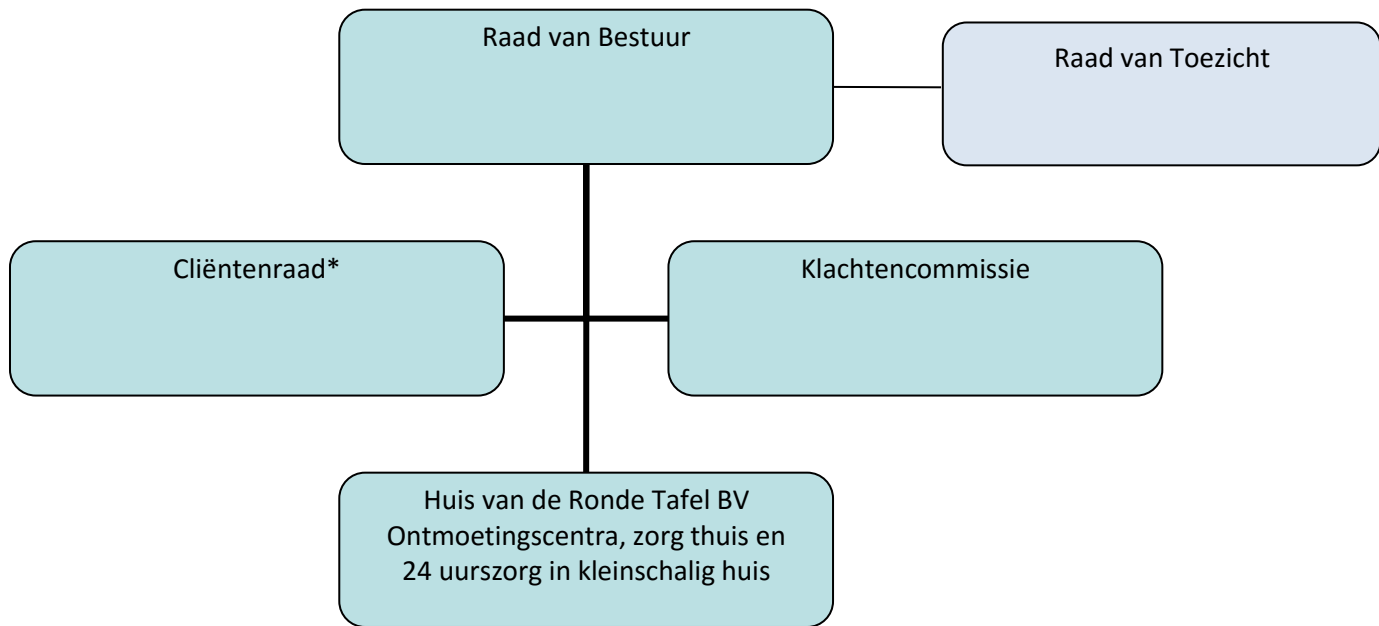 Raad van Bestuur
Raad van Toezicht
Cliëntenraad*
Klachtencommissie
Huis van de Ronde Tafel BV
Ontmoetingscentra, zorg thuis en
24 uurszorg in kleinschalig huis